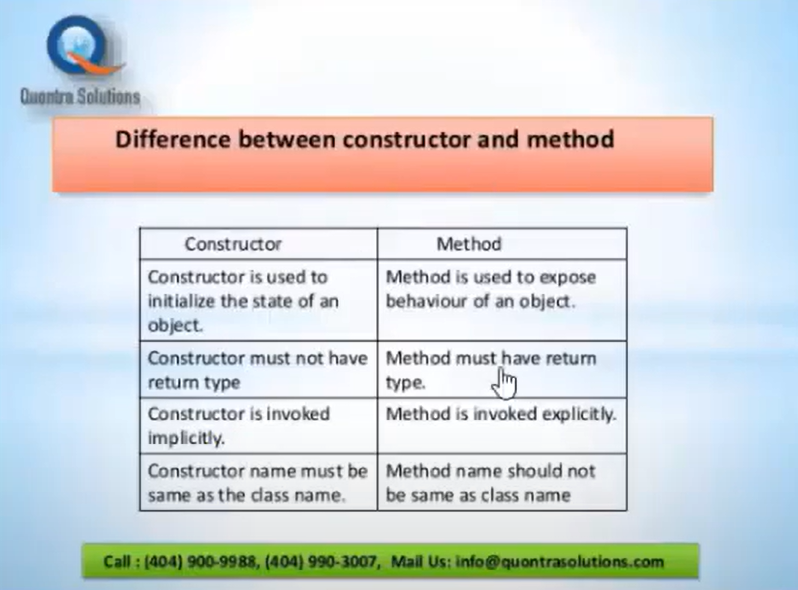 Quontra Solutions
Difference between constructor and method
Constructor
Method
Constructor is used to
initialize the state of an
object.
Method is used to expose
behaviour of an object.
Constructor must not have
return type
Method must have return
type.
Constructor is invoked
implicitly.
Method is invoked explicitly.
Constructor name must be
same as the class name.
Method name should not
be same as class name
Call : (404) 900-9988, (404) 990-3007, Mail Us: info@quontrasolutions.com